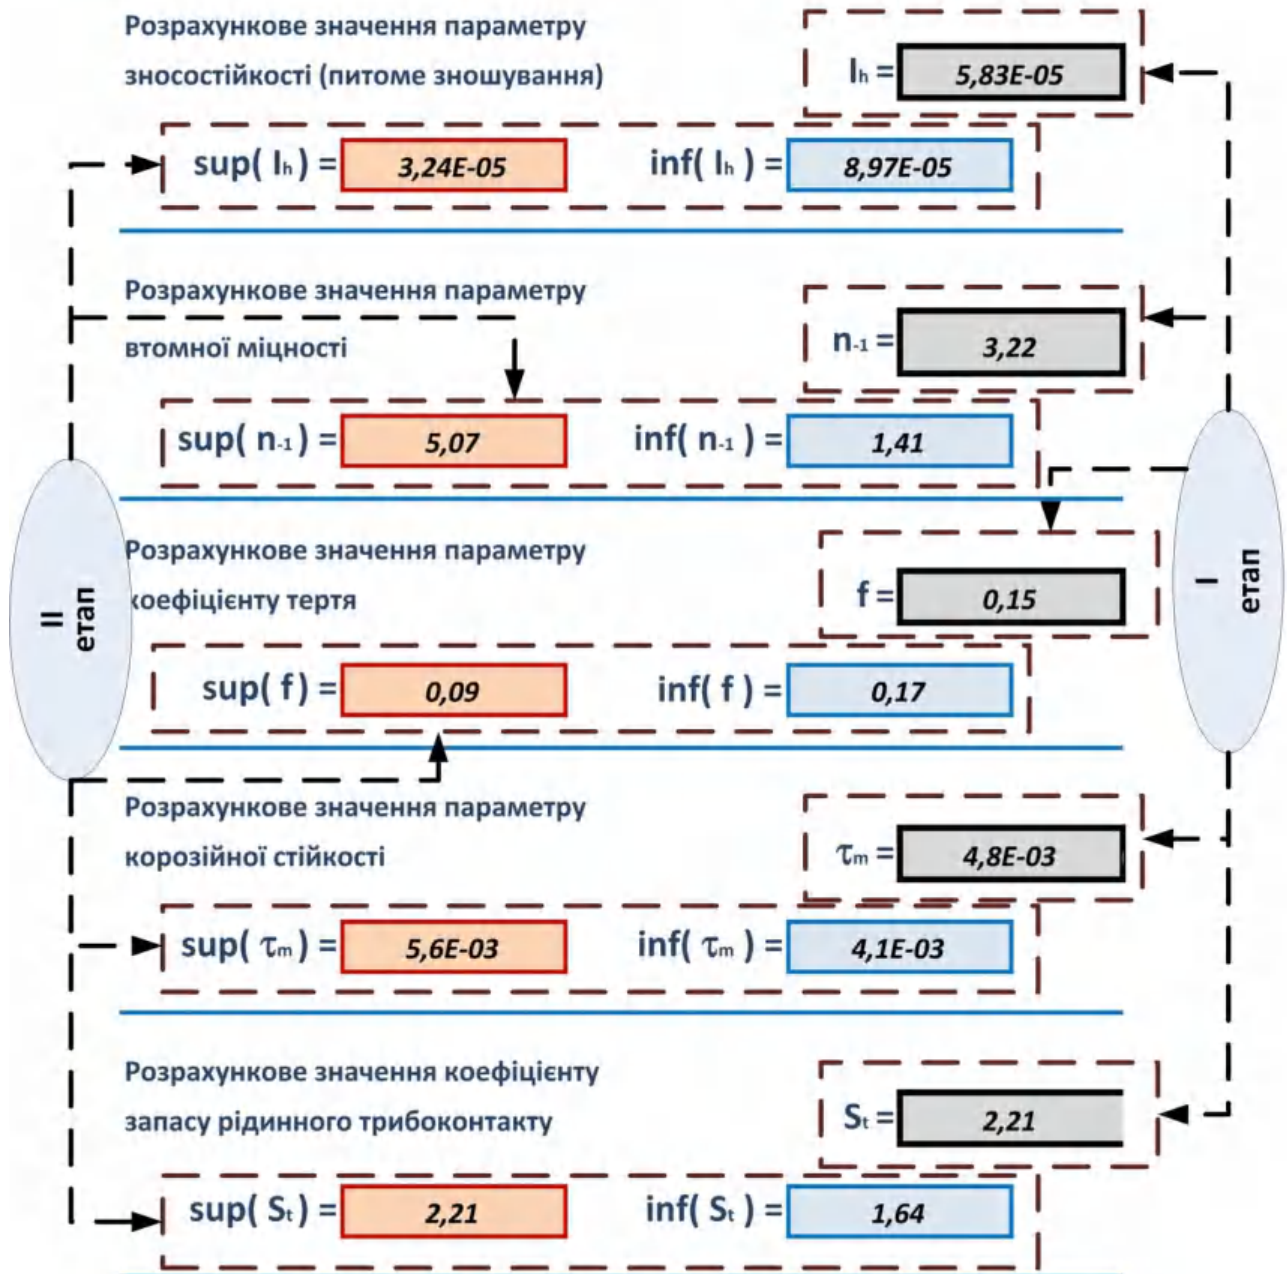 Розрахункове значення параметру
зносостійкості (питоме зношування)
Ih = 5,83E-05
sup( Ih ) = 3,24E-05 inf( Ih ) = 8,97E-05
Розрахункове значення параметру
втомної міцності
n-1 = 3,22
sup( n-1 ) = 5,07 inf( n-1 ) = 1,41
Розрахункове значення параметру
коефіцієнту тертя
f = 0,15
sup( f ) = 0,09 inf( f ) = 0,17
II
етап
I
етап
Розрахункове значення параметру
корозійної стійкості
τm = 4,8E-03
sup( τm ) = 5,6E-03 inf( τm ) = 4,1E-03
Розрахункове значення коефіцієнту
запасу рідинного трибоконтакту
St = 2,21
sup( St ) = 2,21 inf( St ) = 1,64